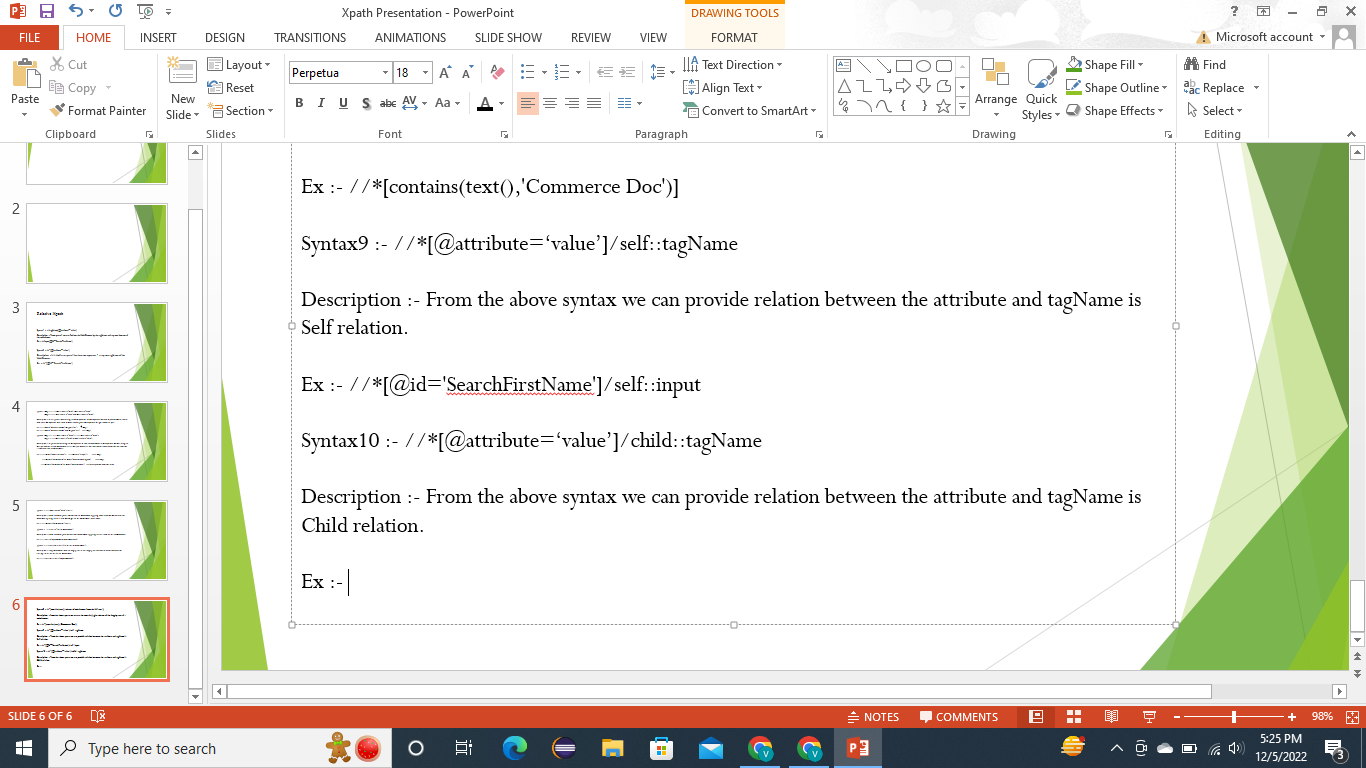 Xpath Presentation - PowerPoint
DRAWING TOOLS
?
Microsoft account
FILE HOME INSERT DESIGN TRANSITIONS ANIMATIONS SLIDE SHOW REVIEW VIEW FORMAT
Paste
Cut
Copy
Format Painter
Clipboard
New Slide
Layout
Reset
Section
Slides
Perpetua 18
B I U S abc AV Aa A
Font
Text Direction
Align Text
Convert to SmartArt
Paragraph
Arrange
Quick Styles
Shape Fill
Shape Outline
Shape Effects
Drawing
Find
Replace
Select
Editing
2
3
4
5
6
Ex :- //*[contains(text(),'Commerce Doc')]
Syntax9 :- //*[@attribute=‘value’]/self::tagName
Description :- From the above syntax we can provide relation between the attribute and tagName is
Self relation.
Ex :- //*[@id='SearchFirstName']/self::input
Syntax10 :- //*[@attribute=‘value’]/child::tagName
Description :- From the above syntax we can provide relation between the attribute and tagName is
Child relation.
Ex :-
SLIDE 6 OF 6
NOTES COMMENTS 98%
Type here to search
5:25 PM
12/5/2022
3